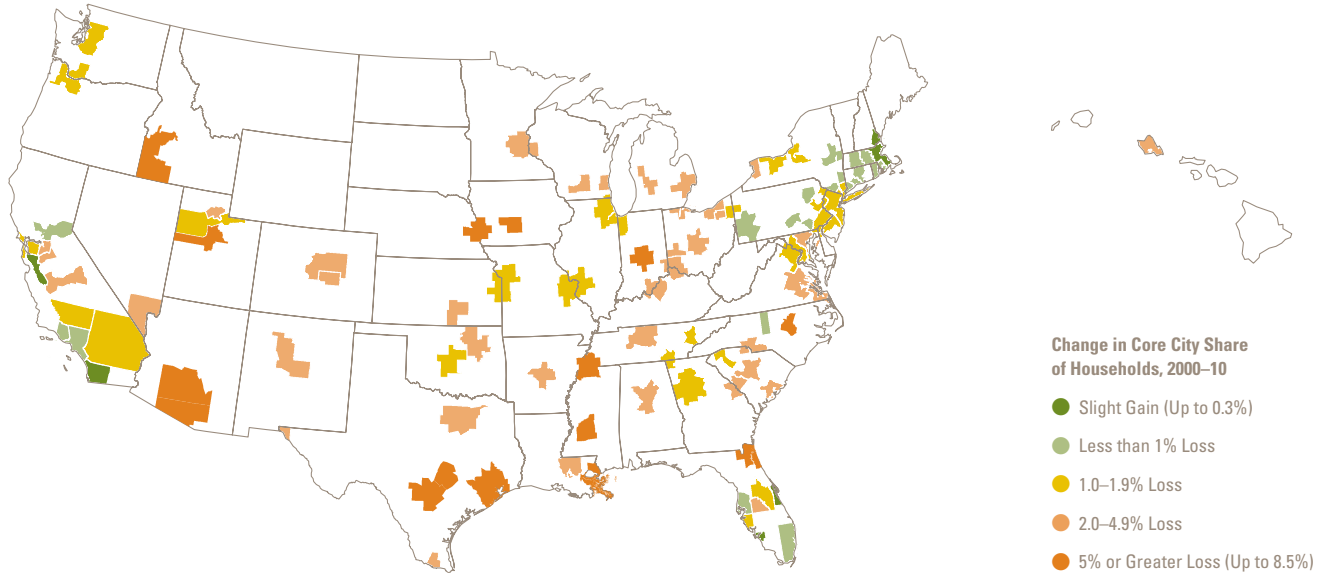 Change in Core City Share
of Households, 2000–10
Slight Gain (Up to 0.3%)
Less than 1% Loss
1.0–1.9% Loss
2.0–4.9% Loss
5% or Greater Loss (Up to 8.5%)